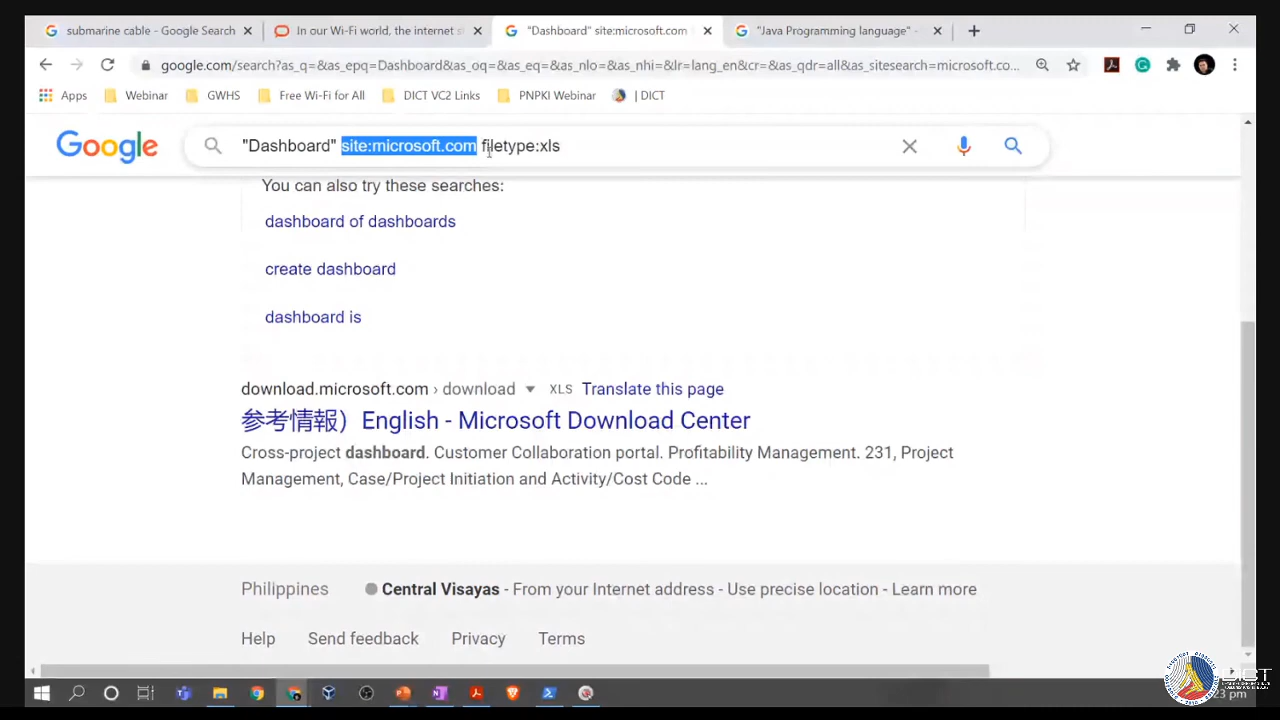 submarine cable - Google Search
In our Wi-Fi world, the internet s
"Dashboard" site:microsoft.com
"Java Programming language" -
google.com/search?as_q=&as_epq=Dashboard&as_oq=&as_eq=&as_nlo=&as_nhi=&lr=lang_en&cr=&as_qdr=all&as_sitesearch=microsoft.co...
Apps
Webinar
GWHS
Free Wi-Fi for All
DICT VC2 Links
PNPKI Webinar
| DICT
Google
"Dashboard" site:microsoft.com filetype:xls
You can also try these searches:
dashboard of dashboards
create dashboard
dashboard is
download.microsoft.com › download XLS Translate this page
参考情報）English - Microsoft Download Center
Cross-project dashboard. Customer Collaboration portal. Profitability Management. 231, Project
Management, Case/Project Initiation and Activity/Cost Code ...
Philippines
Central Visayas - From your Internet address - Use precise location - Learn more
Help Send feedback Privacy Terms
DICT
23 pm